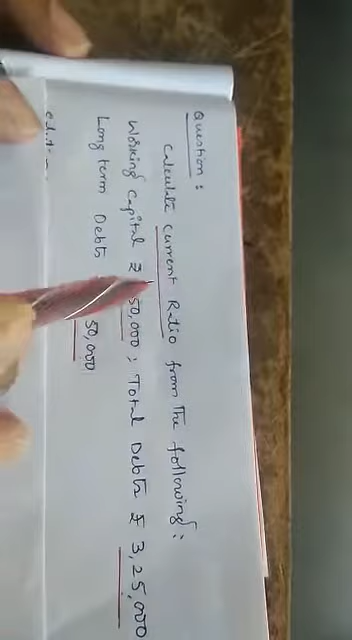 Question :
Calculate Current Ratio from The following :
Working Capital ₹ 50,000 ; Total Debts ₹ 3,25,000
Long term Debts 50,000